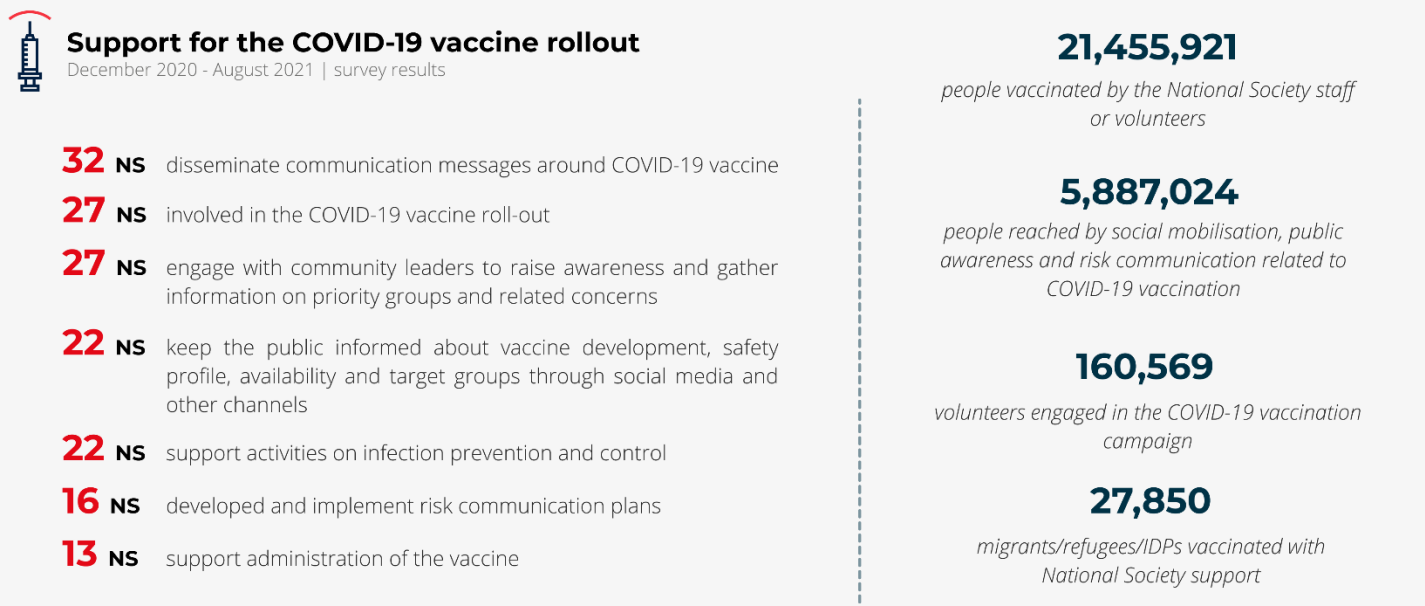 Support for the COVID-19 vaccine rollout
December 2020 - August 2021 | survey results
32 NS disseminate communication messages around COVID-19 vaccine
27 NS involved in the COVID-19 vaccine roll-out
27 NS engage with community leaders to raise awareness and gather
information on priority groups and related concerns
22 NS keep the public informed about vaccine development, safety
profile, availability and target groups through social media and
other channels
22 NS support activities on infection prevention and control
16 NS developed and implement risk communication plans
13 NS support administration of the vaccine
21,455,921
people vaccinated by the National Society staff
or volunteers
5,887,024
people reached by social mobilisation, public
awareness and risk communication related to
COVID-19 vaccination
160,569
volunteers engaged in the COVID-19 vaccination
campaign
27,850
migrants/refugees/IDPs vaccinated with
National Society support